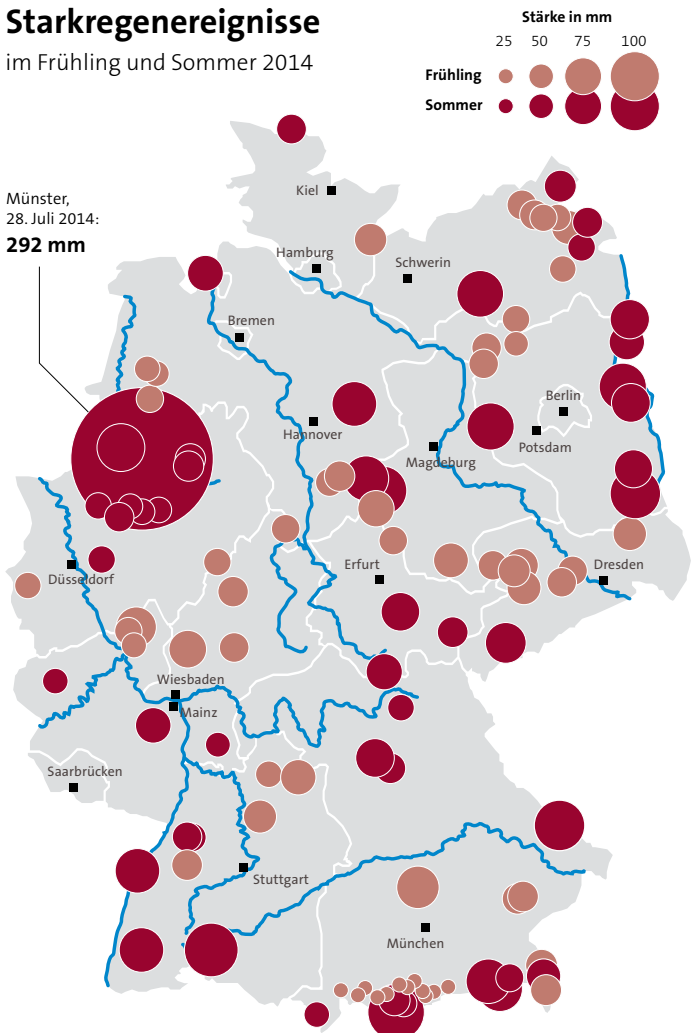 Starkregenereignisse
im Frühling und Sommer 2014
Stärke in mm
25 50 75 100
Frühling
Sommer
Münster,
28. Juli 2014:
292 mm
Kiel
Hamburg
Schwerin
Bremen
Berlin
Hannover
Potsdam
Magdeburg
Düsseldorf
Erfurt
Dresden
Wiesbaden
Mainz
Saarbrücken
Stuttgart
München